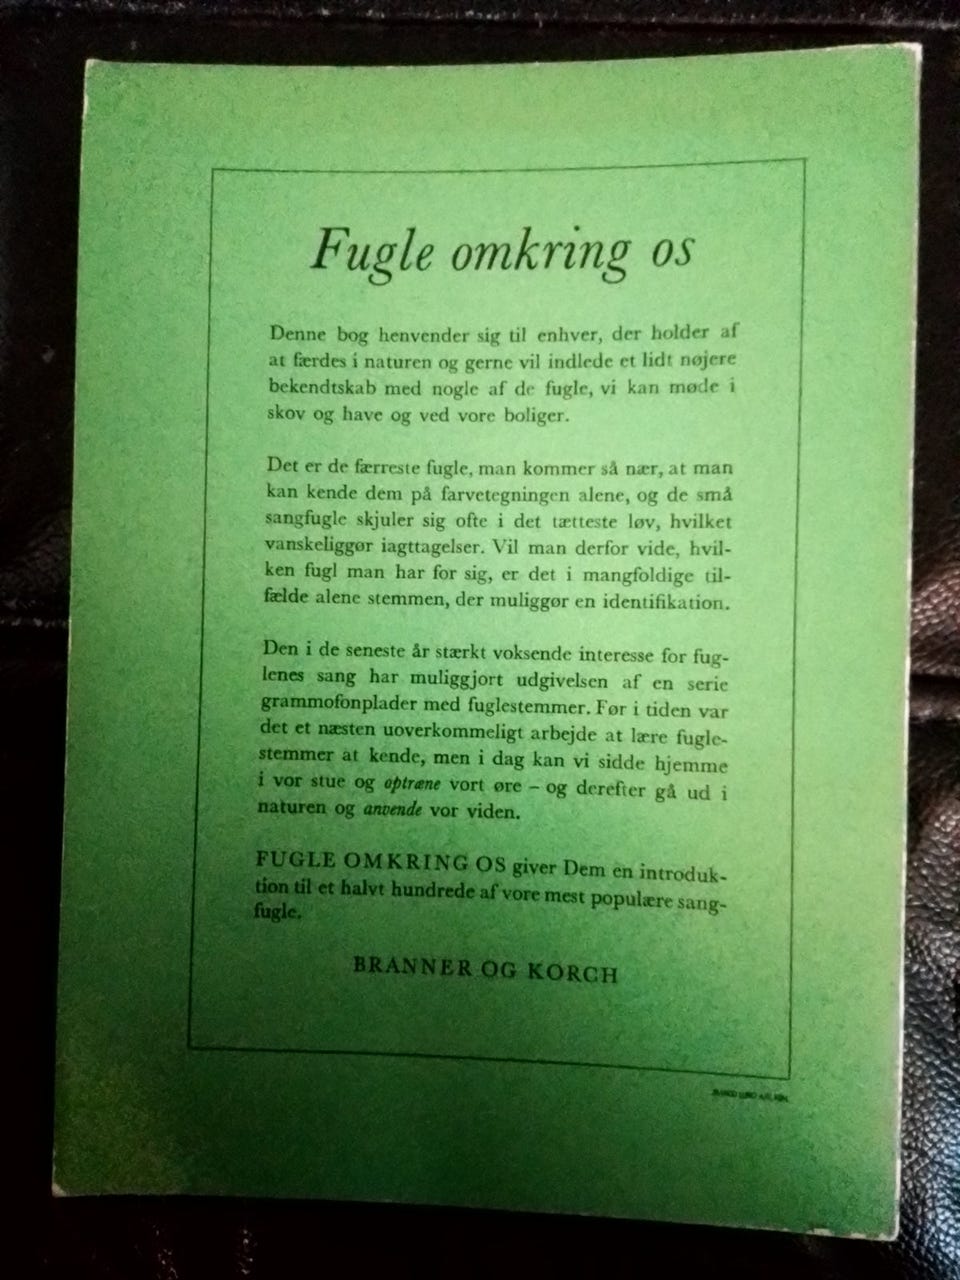 Fugle omkring os
Denne bog henvender sig til enhver, der holder af
at færdes i naturen og gerne vil indlede et lidt nøjere
bekendtskab med nogle af de fugle, vi kan møde i
skov og have og ved vore boliger.
Det er de færreste fugle, man kommer så nær, at man
kan kende dem på farvetegningen alene, og de små
sangfugle skjuler sig ofte i det tætteste løv, hvilket
vanskeliggør iagttagelser. Vil man derfor vide, hvil-
ken fugl man har for sig, er det i mangfoldige til-
fælde alene stemmen, der muliggør en identifikation.
Den i de seneste år stærkt voksende interesse for fug-
lenes sang har muliggjort udgivelsen af en serie
grammofonplader med fuglestemmer. Før i tiden var
det et næsten uoverkommeligt arbejde at lære fugle-
stemmer at kende, men i dag kan vi sidde hjemme
i vor stue og optræne vort øre – og derefter gå ud i
naturen og anvende vor viden.
FUGLE OMKRING OS giver Dem en introduk-
tion til et halvt hundrede af vore mest populære sang-
fugle.
BRANNER OG KORCH